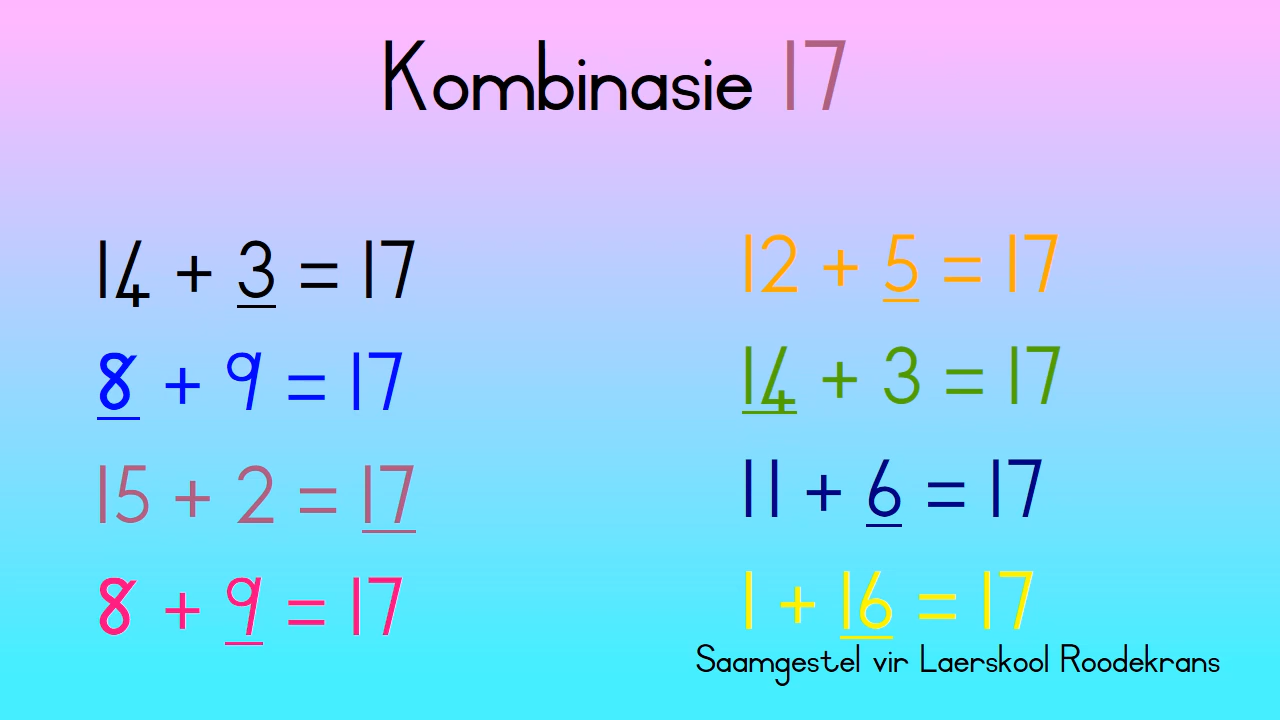 Kombinasie 17
14 + 3 = 17
8 + 9 = 17
15 + 2 = 17
8 + 9 = 17
12 + 5 = 17
14 + 3 = 17
11 + 6 = 17
1 + 16 = 17
Saamgestel vir Laerskool Roodekrans